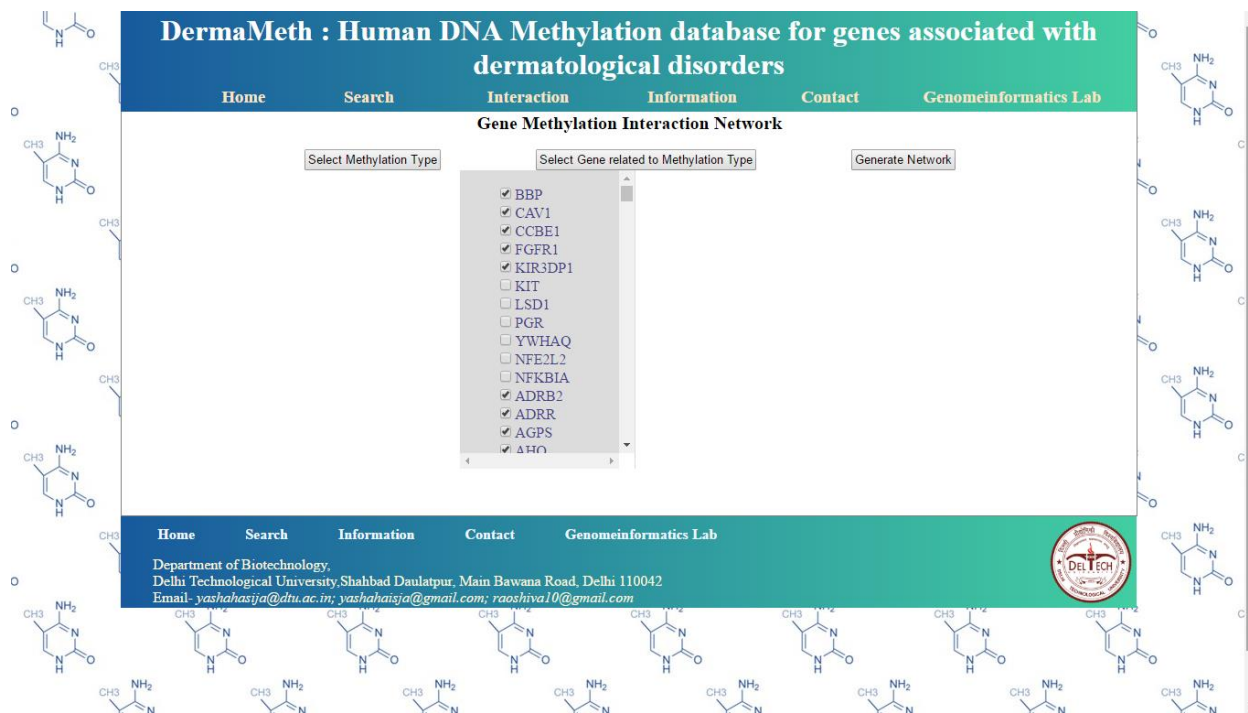 DermaMeth : Human DNA Methylation database for genes associated with
dermatological disorders
Home Search Interaction Information Contact Genomeinformatics Lab
Gene Methylation Interaction Network
Select Methylation Type Select Gene related to Methylation Type Generate Network
BBP
CAV1
CCBE1
FGFR1
KIR3DP1
KIT
LSD1
PGR
YWHAQ
NFE2L2
NFKBIA
ADRB2
ADRR
AGPS
Home Search Information Contact Genomeinformatics Lab
Department of Biotechnology,
Delhi Technological University,Shahbad Daulatpur, Main Bawana Road, Delhi 110042
Email- yashahasija@dtu.ac.in; yashahaisja@gmail.com; raoshiva10@gmail.com
DELTECH
CH3 NH2
N
N
H
O